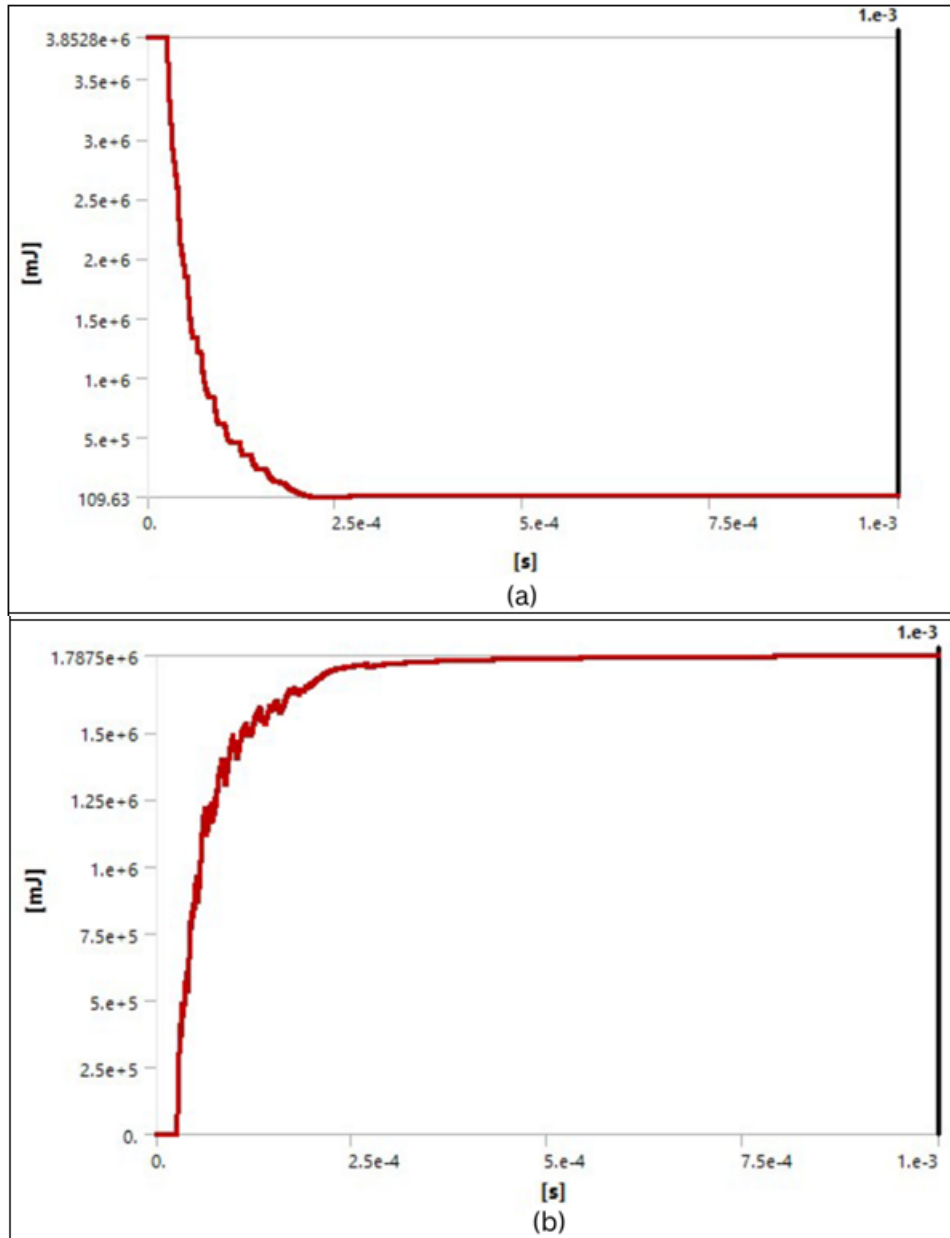 1.e-3
3.8528e+6
3.5e+6
3.e+6
2.5e+6
2.e+6
[mJ]
1.5e+6
1.e+6
5.e+5
109.63
0. 2.5e-4 5.e-4 7.5e-4 1.e-3
[s]
(a)
1.e-3
1.7875e+6
1.5e+6
1.25e+6
1.e+6
[mJ]
7.5e+5
5.e+5
2.5e+5
0.
0. 2.5e-4 5.e-4 7.5e-4 1.e-3
[s]
(b)